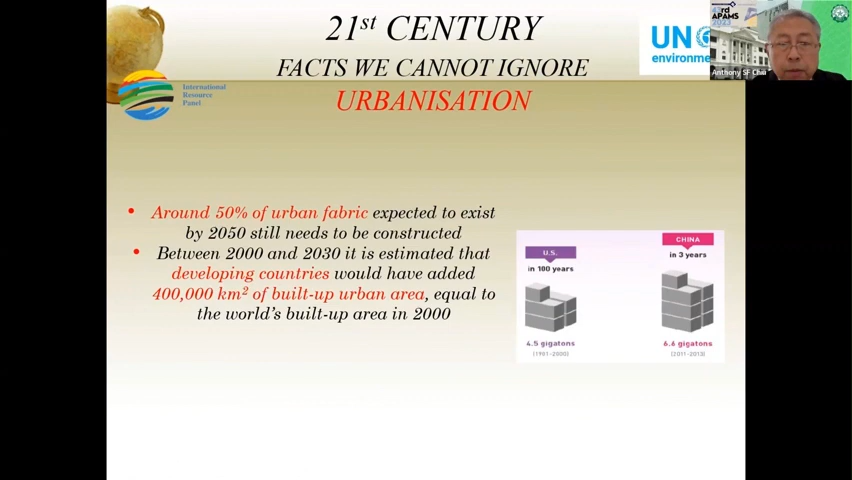 21st CENTURY
FACTS WE CANNOT IGNORE
URBANISATION
International
Resource
Panel
UN
environment
rd
APAMS
Anthony SF Chiu
• Around 50% of urban fabric expected to exist
by 2050 still needs to be constructed
• Between 2000 and 2030 it is estimated that
developing countries would have added
400,000 km² of built-up urban area, equal to
the world's built-up area in 2000
U.S.
in 100 years
4.5 gigatons
(1901-2000)
CHINA
in 3 years
6.6 gigatons
(2011-2013)